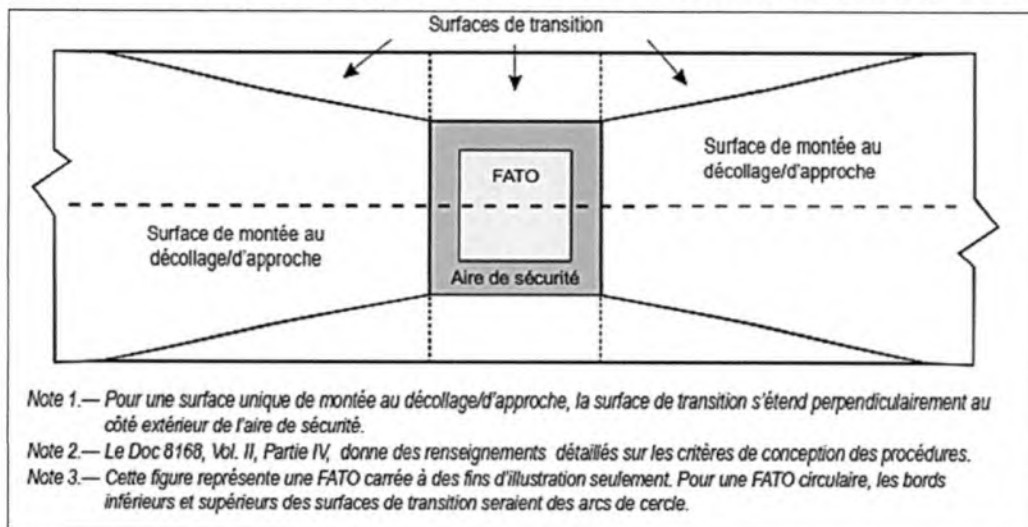 Surfaces de transition
Surface de montée au
décollage/d'approche
FATO
Surface de montée au
décollage/d'approche
Aire de sécurité
Note 1.— Pour une surface unique de montée au décollage/d'approche, la surface de transition s'étend perpendiculairement au
côté extérieur de l'aire de sécurité.
Note 2.— Le Doc 8168, Vol. II, Partie IV, donne des renseignements détaillés sur les critères de conception des procédures.
Note 3.— Cette figure représente une FATO carrée à des fins d'illustration seulement. Pour une FATO circulaire, les bords
inférieurs et supérieurs des surfaces de transition seraient des arcs de cercle.